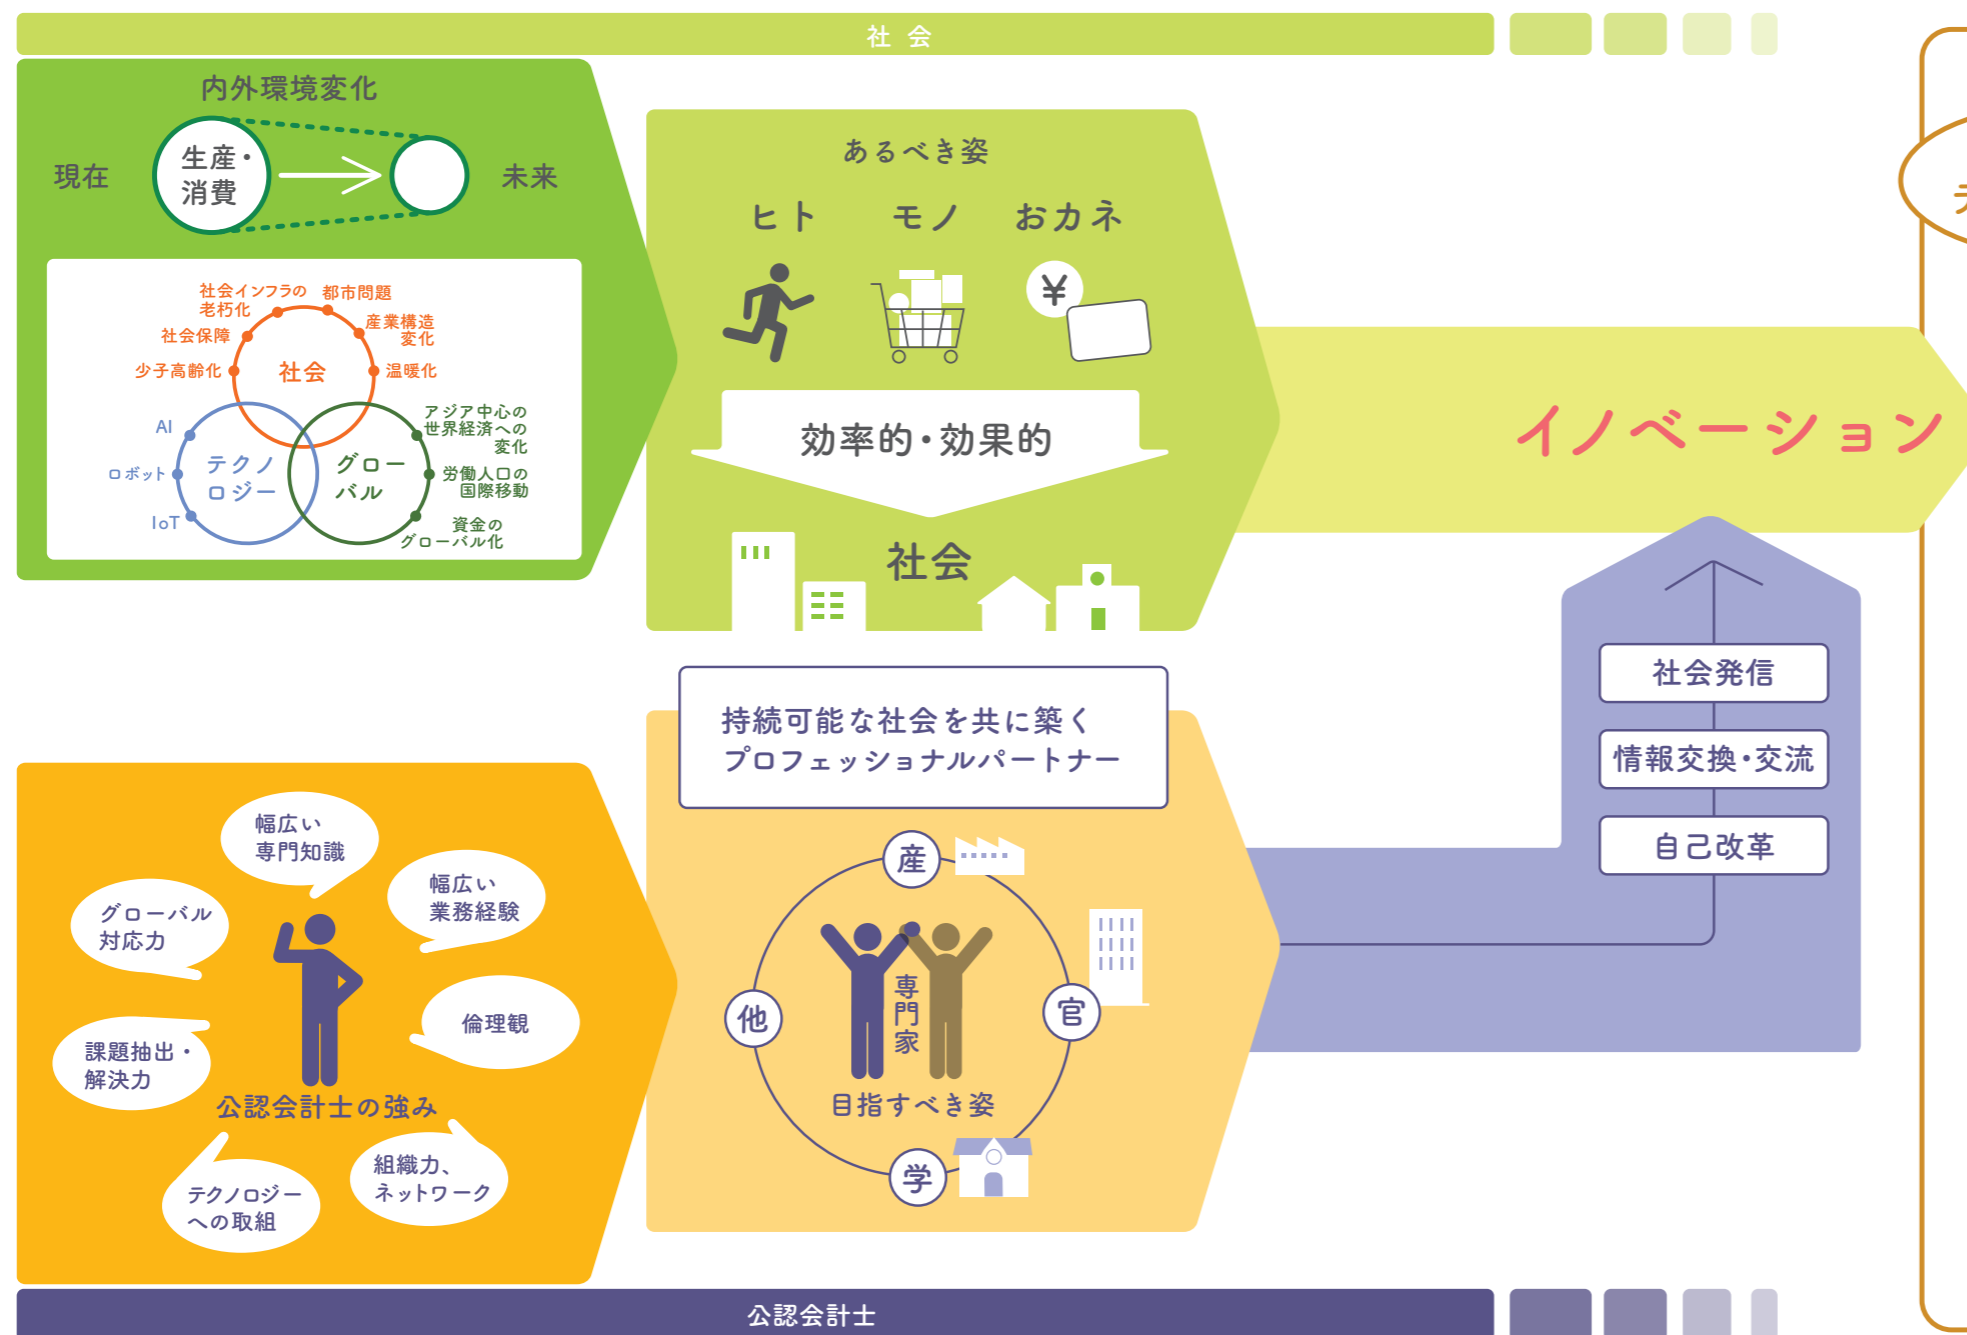 社会
内外環境変化
現在
生産・
消費
未来
社会インフラの
老朽化
都市問題
社会保障
産業構造
変化
少子高齢化
社会
温暖化
AI
ロボット
IoT
テクノ
ロジー
グロー
バル
アジア中心の
世界経済への
変化
労働人口の
国際移動
資金の
グローバル化
あるべき姿
ヒト
モノ
おカネ
¥
効率的・効果的
社会
イノベーション
社会発信
情報交換・交流
自己改革
持続可能な社会を共に築く
プロフェッショナルパートナー
産
官
学
他
専門家
目指すべき姿
幅広い
専門知識
幅広い
業務経験
グローバル
対応力
倫理観
課題抽出・
解決力
公認会計士の強み
組織力、
ネットワーク
テクノロジー
への取組
公認会計士